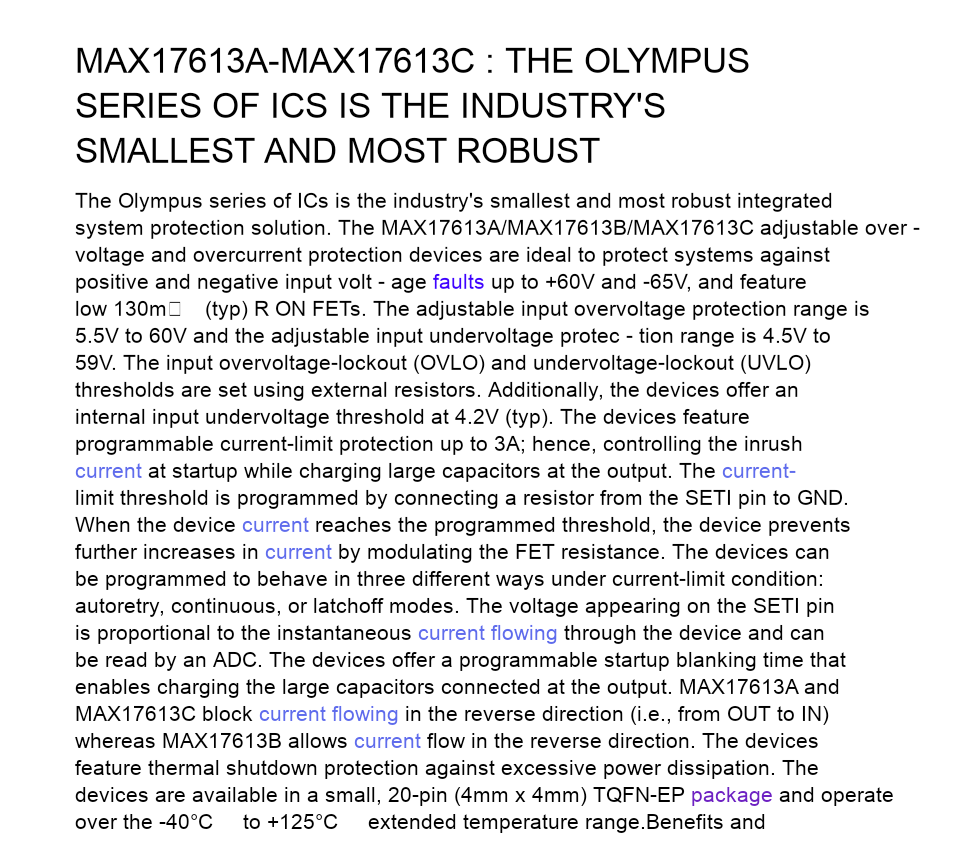 MAX17613A-MAX17613C : THE OLYMPUS
SERIES OF ICS IS THE INDUSTRY'S
SMALLEST AND MOST ROBUST
The Olympus series of ICs is the industry's smallest and most robust integrated
system protection solution. The MAX17613A/MAX17613B/MAX17613C adjustable over -
voltage and overcurrent protection devices are ideal to protect systems against
positive and negative input volt - age faults up to +60V and -65V, and feature
low 130m□ (typ) R ON FETs. The adjustable input overvoltage protection range is
5.5V to 60V and the adjustable input undervoltage protec - tion range is 4.5V to
59V. The input overvoltage-lockout (OVLO) and undervoltage-lockout (UVLO)
thresholds are set using external resistors. Additionally, the devices offer an
internal input undervoltage threshold at 4.2V (typ). The devices feature
programmable current-limit protection up to 3A; hence, controlling the inrush
current at startup while charging large capacitors at the output. The current-
limit threshold is programmed by connecting a resistor from the SETI pin to GND.
When the device current reaches the programmed threshold, the device prevents
further increases in current by modulating the FET resistance. The devices can
be programmed to behave in three different ways under current-limit condition:
autoretry, continuous, or latchoff modes. The voltage appearing on the SETI pin
is proportional to the instantaneous current flowing through the device and can
be read by an ADC. The devices offer a programmable startup blanking time that
enables charging the large capacitors connected at the output. MAX17613A and
MAX17613C block current flowing in the reverse direction (i.e., from OUT to IN)
whereas MAX17613B allows current flow in the reverse direction. The devices
feature thermal shutdown protection against excessive power dissipation. The
devices are available in a small, 20-pin (4mm x 4mm) TQFN-EP package and operate
over the -40°C to +125°C extended temperature range.Benefits and